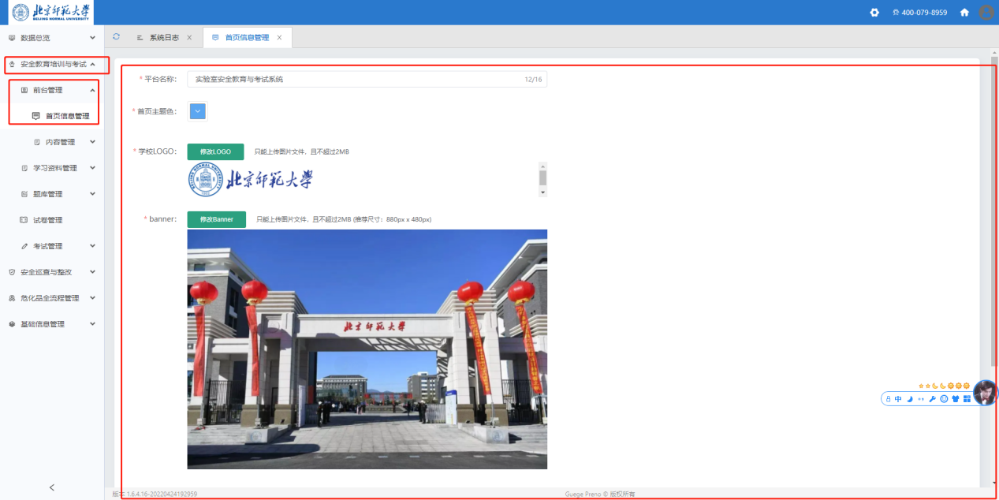 北京师范大学
BEIJING NORMAL UNIVERSITY
400-079-8959
数据总览
系统日志 X
首页信息管理 X
安全教育培训与考试
前台管理
首页信息管理
内容管理
学习资料管理
题库管理
试卷管理
考试管理
安全巡查与整改
危化品全流程管理
基础信息管理
* 平台名称: 实验室安全教育与考试系统 12/16
* 首页主题色:
* 学校LOGO: 修改LOGO 只能上传图片文件，且不超过2MB
北京师范大学
* banner: 修改Banner 只能上传图片文件，且不超过2MB (推荐尺寸：880px x 480px)
北京师范大学
中
版本: 1.6.4.16-20220424192959
Guege Preno © 版权所有